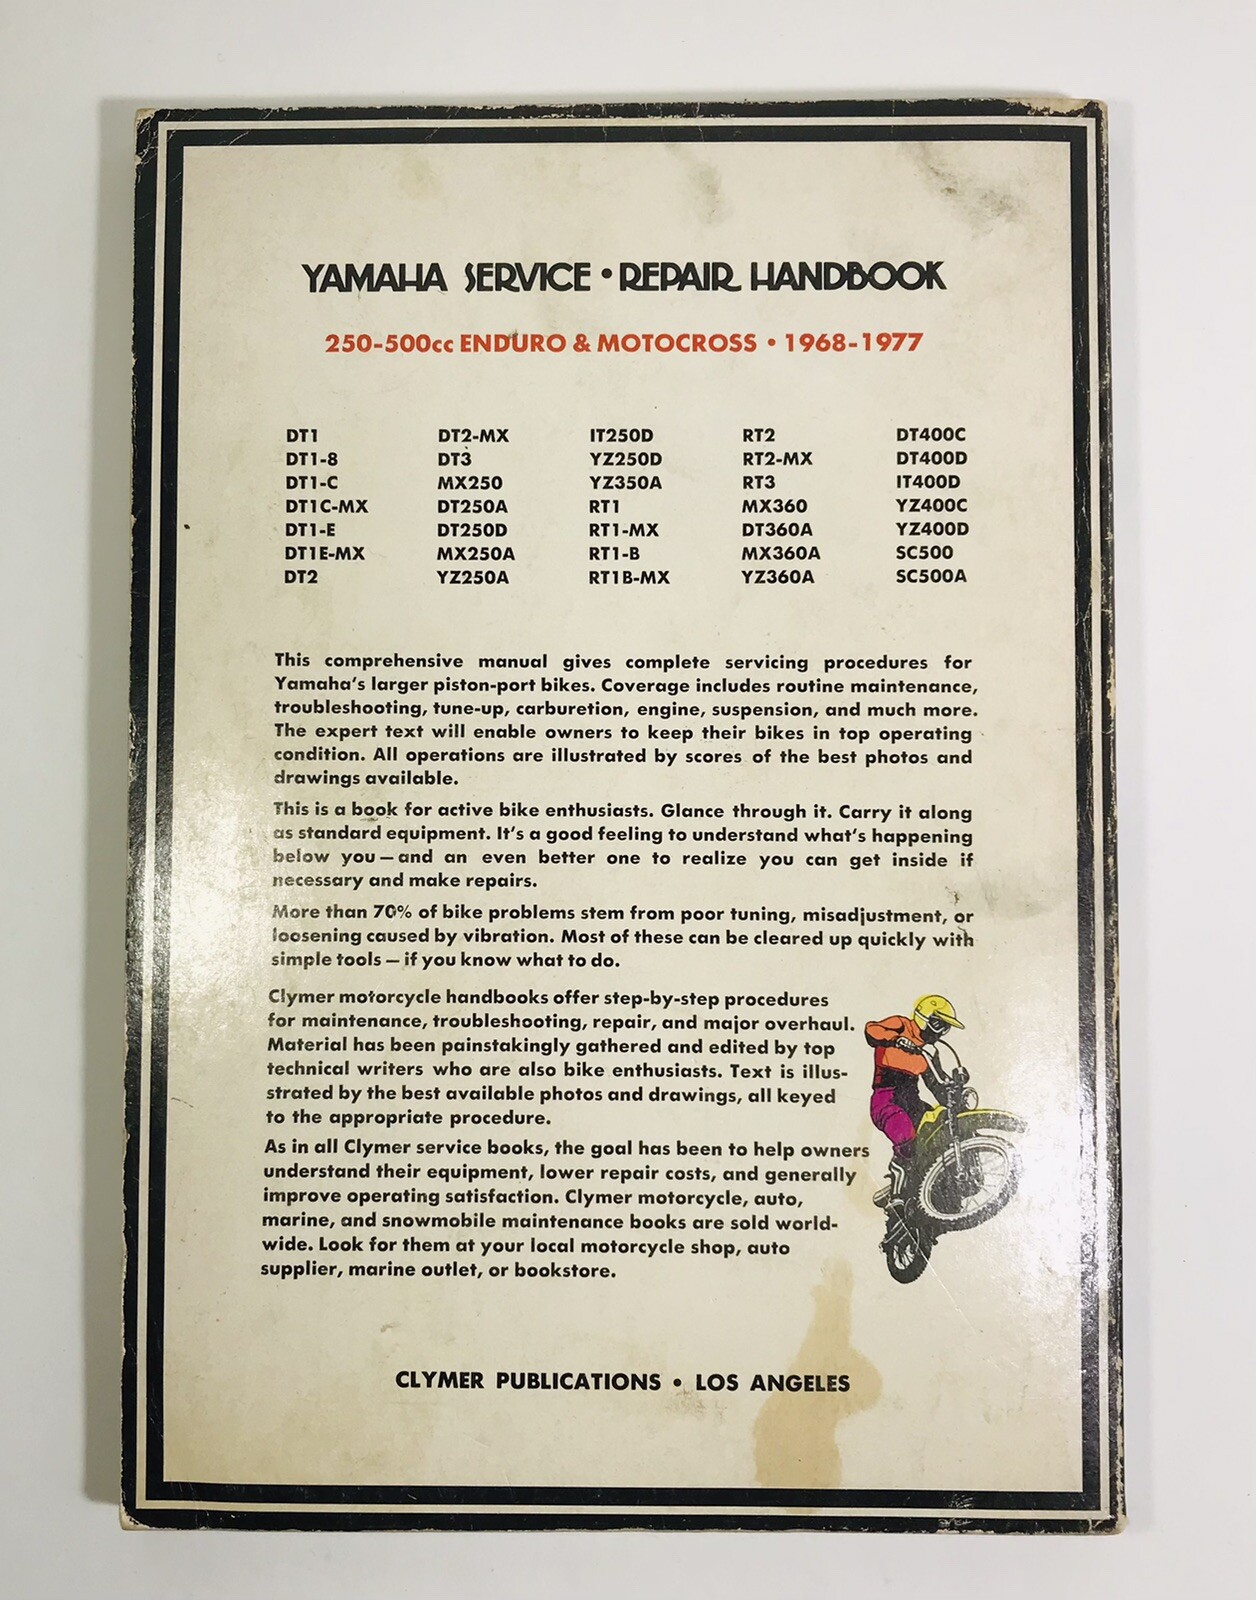 YAMAHA SERVICE • REPAIR HANDBOOK
250-500cc ENDURO & MOTOCROSS • 1968-1977
DT1 DT2-MX IT250D RT2 DT400C
DT1-8 DT3 YZ250D RT2-MX DT400D
DT1-C MX250 YZ350A RT3 IT400D
DT1C-MX DT250A RT1 MX360 YZ400C
DT1-E DT250D RT1-MX DT360A YZ400D
DT1E-MX MX250A RT1-B MX360A SC500
DT2 YZ250A RT1B-MX YZ360A SC500A
This comprehensive manual gives complete servicing procedures for
Yamaha's larger piston-port bikes. Coverage includes routine maintenance,
troubleshooting, tune-up, carburetion, engine, suspension, and much more.
The expert text will enable owners to keep their bikes in top operating
condition. All operations are illustrated by scores of the best photos and
drawings available.
This is a book for active bike enthusiasts. Glance through it. Carry it along
as standard equipment. It's a good feeling to understand what's happening
below you — and an even better one to realize you can get inside if
necessary and make repairs.
More than 70% of bike problems stem from poor tuning, misadjustment, or
loosening caused by vibration. Most of these can be cleared up quickly with
simple tools — if you know what to do.
Clymer motorcycle handbooks offer step-by-step procedures
for maintenance, troubleshooting, repair, and major overhaul.
Material has been painstakingly gathered and edited by top
technical writers who are also bike enthusiasts. Text is illus-
strated by the best available photos and drawings, all keyed
to the appropriate procedure.
As in all Clymer service books, the goal has been to help owners
understand their equipment, lower repair costs, and generally
improve operating satisfaction. Clymer motorcycle, auto,
marine, and snowmobile maintenance books are sold world-
wide. Look for them at your local motorcycle shop, auto
supplier, marine outlet, or bookstore.
CLYMER PUBLICATIONS • LOS ANGELES